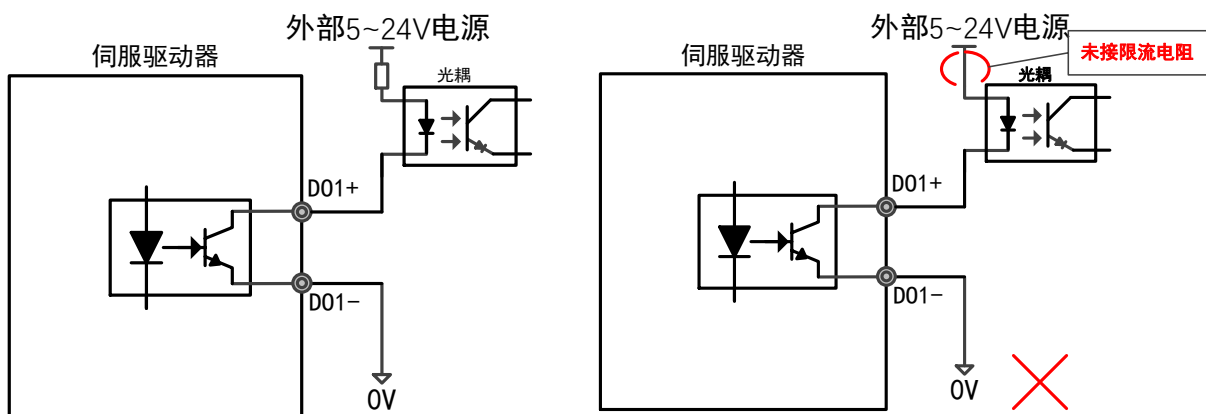 外部5~24V电源
伺服驱动器
光耦
DO1+
DO1-
0V
外部5~24V电源
未接限流电阻
伺服驱动器
光耦
DO1+
DO1-
0V